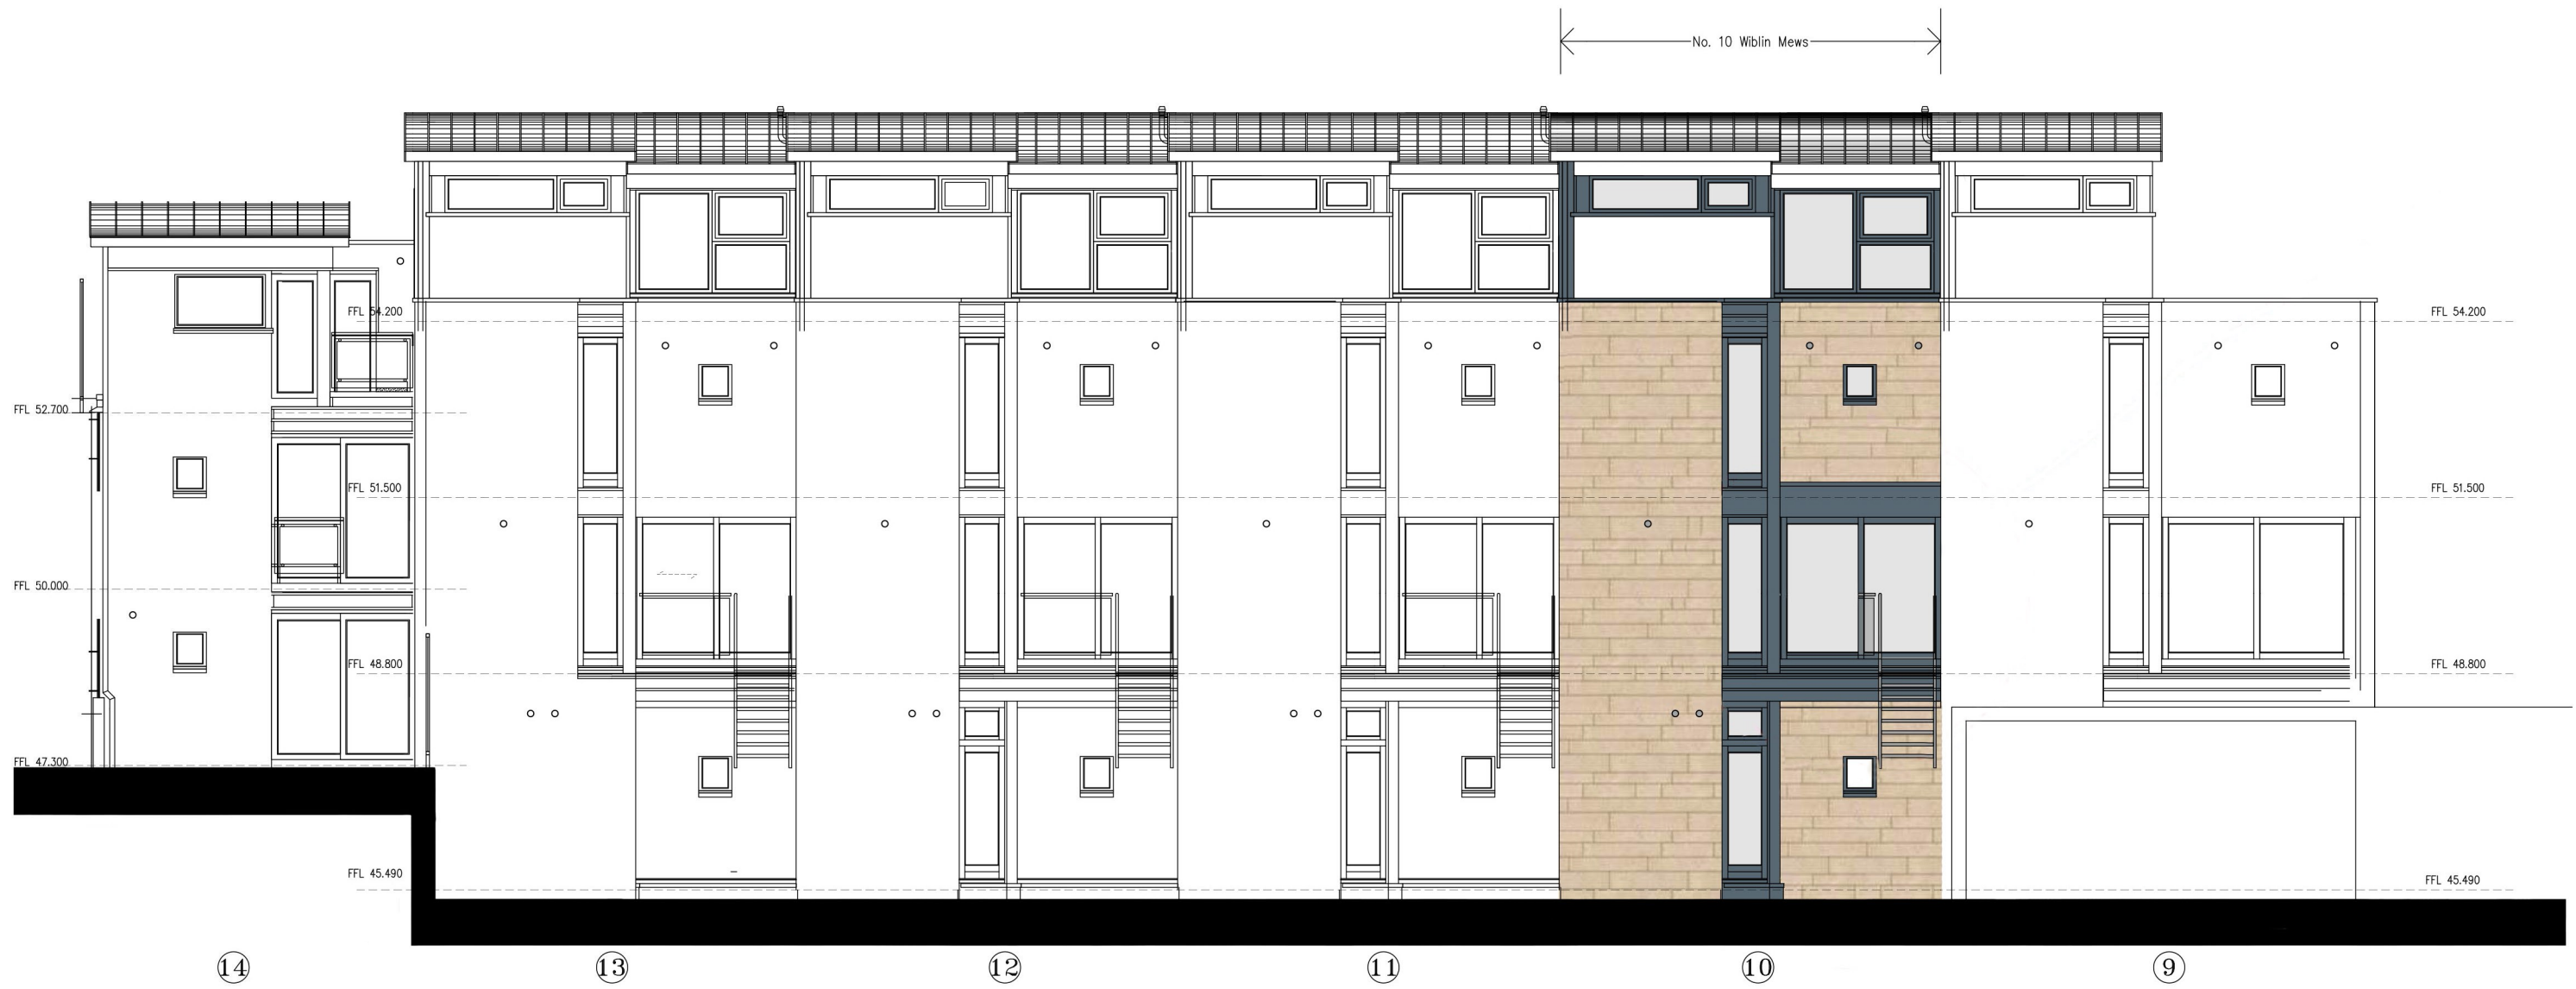 No. 10 Wiblin Mews
FFL 54.200
FFL 54.200
FFL 52.700
FFL 51.500
FFL 51.500
FFL 50.000
FFL 48.800
FFL 48.800
FFL 47.300
FFL 45.490
FFL 45.490
14
13
12
11
10
9